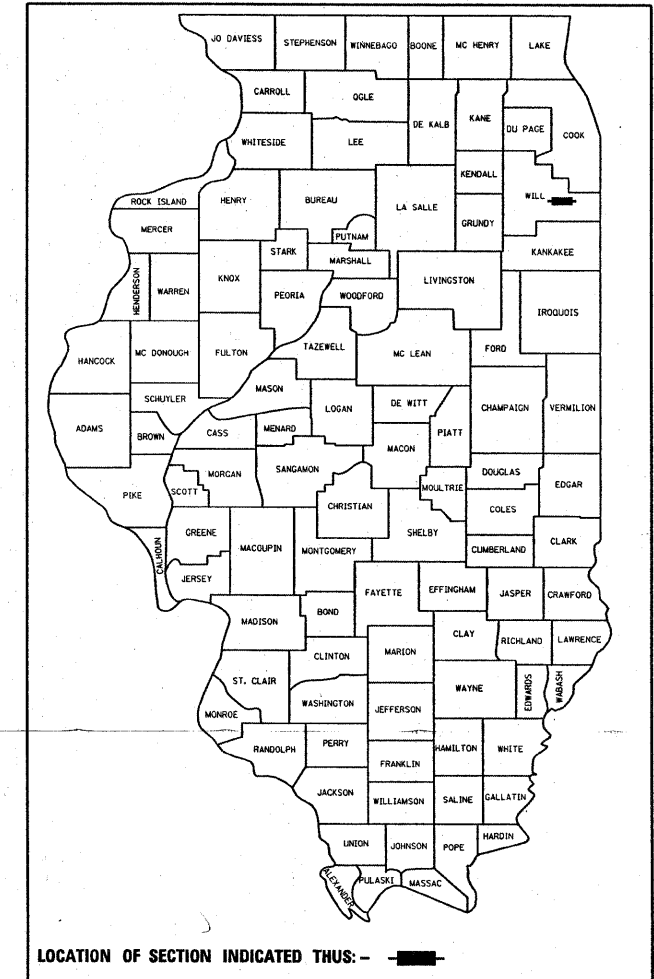 JO DAVIESS STEPHENSON WINNEBAGO BOONE MC HENRY LAKE
CARROLL OGLE DE KALB KANE DU PAGE COOK
WHITESIDE LEE
KENDALL
ROCK ISLAND HENRY BUREAU LA SALLE WILL
MERCER PUTNAM GRUNDY
STARK MARSHALL KANKAKEE
HENDERSON WARREN KNOX PEORIA WOODFORD LIVINGSTON
IROQUOIS
HANCOCK MC DONOUGH FULTON TAZEWELL MC LEAN FORD
SCHUYLER MASON LOGAN DE WITT CHAMPAIGN VERMILION
ADAMS BROWN CASS MENARD MACON PIATT
PIKE SCOTT MORGAN SANGAMON MOULTRIE DOUGLAS EDGAR
CHRISTIAN COLES
CALHOUN GREENE MACOUPIN MONTGOMERY SHELBY CUMBERLAND CLARK
JERSEY
FAYETTE EFFINGHAM JASPER CRAWFORD
MADISON BOND
CLAY RICHLAND LAWRENCE
CLINTON MARION
ST. CLAIR WAYNE EDWARDS WABASH
WASHINGTON JEFFERSON
MONROE
RANDOLPH PERRY HAMILTON WHITE
FRANKLIN
JACKSON WILLIAMSON SALINE GALLATIN
UNION JOHNSON POPE HARDIN
ALEXANDER PULASKI MASSAC
LOCATION OF SECTION INDICATED THUS: -